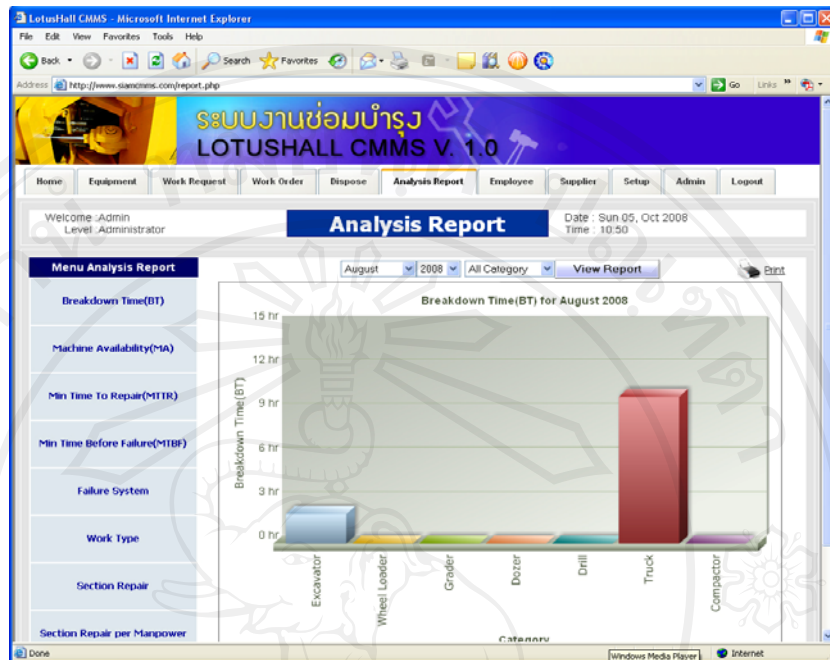 LotusHall CMMS - Microsoft Internet Explorer
File Edit View Favorites Tools Help
Back Search Favorites
Address http://www.siamcmms.com/report.php Go Links
ระบบงานซ่อมบำรุง
LOTUSHALL CMMS V. 1.0
Home Equipment Work Request Work Order Dispose Analysis Report Employee Supplier Setup Admin Logout
Welcome :Admin
Level :Administrator
Analysis Report
Date : Sun 05, Oct 2008
Time : 10:50
Menu Analysis Report
August 2008 All Category View Report Print
Breakdown Time(BT)
Machine Availability(MA)
Min Time To Repair(MTTR)
Min Time Before Failure(MTBF)
Failure System
Work Type
Section Repair
Section Repair per Manpower
Breakdown Time(BT) for August 2008
Breakdown Time(BT)
15 hr
12 hr
9 hr
6 hr
3 hr
0 hr
Excavator
Wheel Loader
Grader
Dozer
Drill
Truck
Compactor
Category
Done Windows Media Player Internet